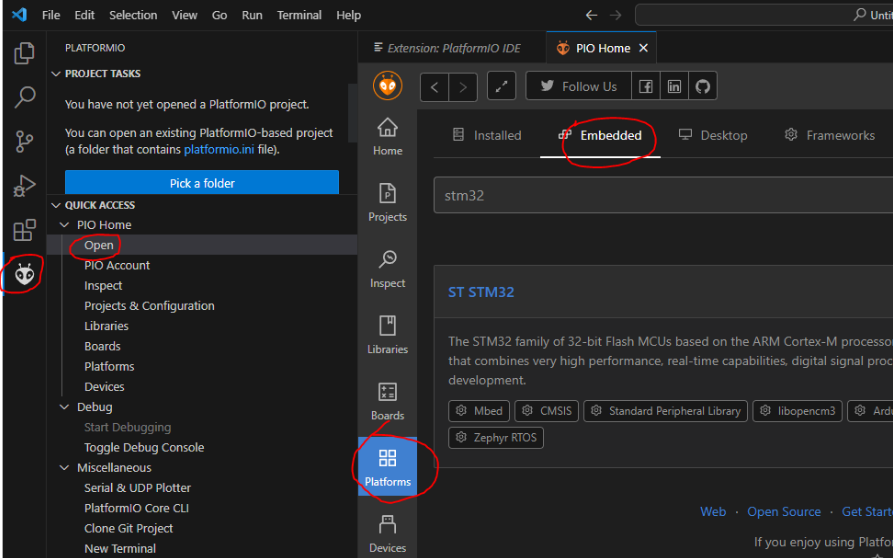 File Edit Selection View Go Run Terminal Help
PLATFORMIO
PROJECT TASKS
You have not yet opened a PlatformIO project.
You can open an existing PlatformIO-based project
(a folder that contains platformio.ini file).
Pick a folder
QUICK ACCESS
PIO Home
Open
PIO Account
Inspect
Projects & Configuration
Libraries
Boards
Platforms
Devices
Debug
Start Debugging
Toggle Debug Console
Miscellaneous
Serial & UDP Plotter
PlatformIO Core CLI
Clone Git Project
New Terminal
Extension: PlatformIO IDE
PIO Home
Follow Us
Home
Projects
Inspect
Libraries
Boards
Platforms
Devices
Installed
Embedded
Desktop
Frameworks
stm32
ST STM32
The STM32 family of 32-bit Flash MCUs based on the ARM Cortex-M
that combines very high performance, real-time capabilities, digital signal
development.
Mbed
CMSIS
Standard Peripheral Library
libopencm3
Zephyr RTOS
Web · Open Source · Get
If you enjoy using